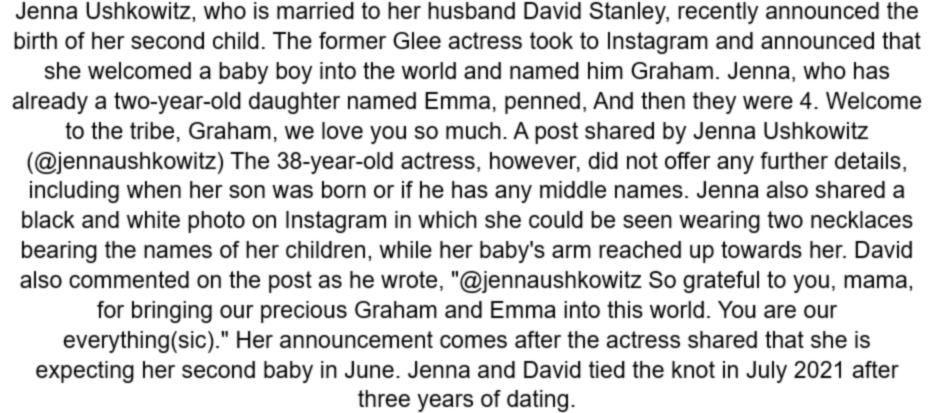 Jenna Ushkowitz, who is married to her husband David Stanley, recently announced the
birth of her second child. The former Glee actress took to Instagram and announced that
she welcomed a baby boy into the world and named him Graham. Jenna, who has
already a two-year-old daughter named Emma, penned, And then they were 4. Welcome
to the tribe, Graham, we love you so much. A post shared by Jenna Ushkowitz
(@jennaushkowitz) The 38-year-old actress, however, did not offer any further details,
including when her son was born or if he has any middle names. Jenna also shared a
black and white photo on Instagram in which she could be seen wearing two necklaces
bearing the names of her children, while her baby's arm reached up towards her. David
also commented on the post as he wrote, "@jennaushkowitz So grateful to you, mama,
for bringing our precious Graham and Emma into this world. You are our
everything(sic)." Her announcement comes after the actress shared that she is
expecting her second baby in June. Jenna and David tied the knot in July 2021 after
three years of dating.